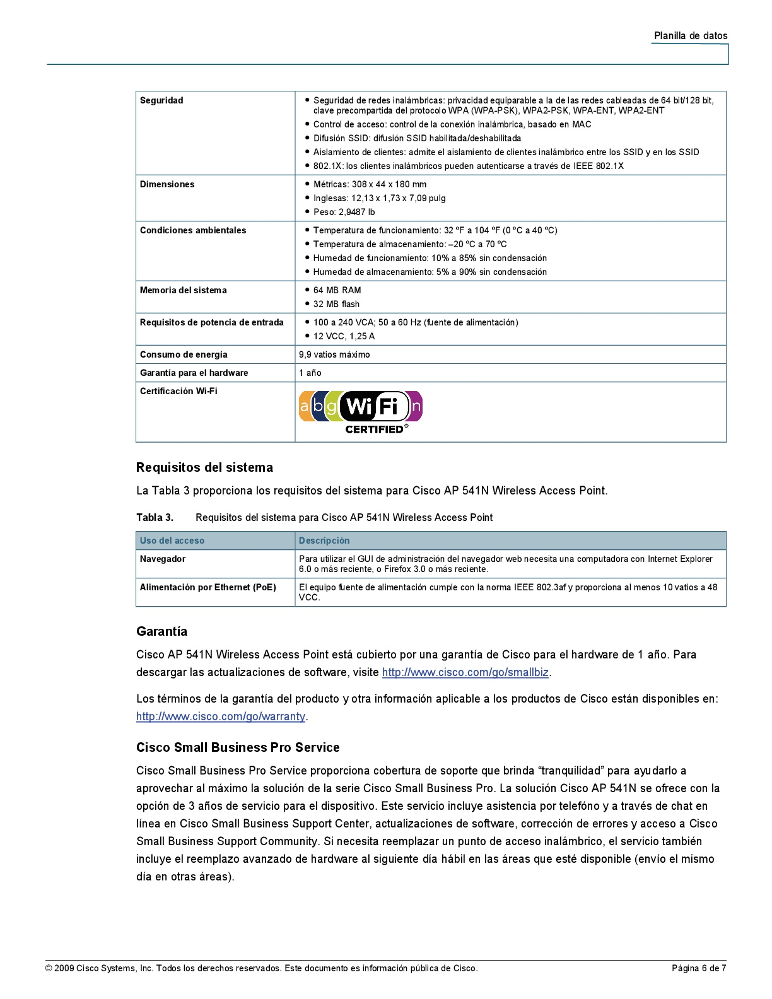 Planilla de datos
Seguridad
• Seguridad de redes inalámbricas: privacidad equiparable a la de las redes cableadas de 64 bit/128 bit,
clave precompartida del protocolo WPA (WPA-PSK), WPA2-PSK, WPA-ENT, WPA2-ENT
• Control de acceso: control de la conexión inalámbrica, basado en MAC
• Difusión SSID: difusión SSID habilitada/deshabilitada
• Aislamiento de clientes: admite el aislamiento de clientes inalámbrico entre los SSID y en los SSID
• 802.1X: los clientes inalámbricos pueden autenticarse a través de IEEE 802.1X
Dimensiones
• Métricas: 308 x 44 x 180 mm
• Inglesas: 12,13 x 1,73 x 7,09 pulg
• Peso: 2,9487 lb
Condiciones ambientales
• Temperatura de funcionamiento: 32 ºF a 104 ºF (0 ºC a 40 ºC)
• Temperatura de almacenamiento: –20 ºC a 70 ºC
• Humedad de funcionamiento: 10% a 85% sin condensación
• Humedad de almacenamiento: 5% a 90% sin condensación
Memoria del sistema
• 64 MB RAM
• 32 MB flash
Requisitos de potencia de entrada
• 100 a 240 VCA; 50 a 60 Hz (fuente de alimentación)
• 12 VCC, 1,25 A
Consumo de energía
9,9 vatios máximo
Garantía para el hardware
1 año
Certificación Wi-Fi
a b g Wi Fi n
CERTIFIED®
Requisitos del sistema
La Tabla 3 proporciona los requisitos del sistema para Cisco AP 541N Wireless Access Point.
Tabla 3. Requisitos del sistema para Cisco AP 541N Wireless Access Point
Uso del acceso Descripción
Navegador
Para utilizar el GUI de administración del navegador web necesita una computadora con Internet Explorer
6.0 o más reciente, o Firefox 3.0 o más reciente.
Alimentación por Ethernet (PoE)
El equipo fuente de alimentación cumple con la norma IEEE 802.3af y proporciona al menos 10 vatios a 48
VCC.
Garantía
Cisco AP 541N Wireless Access Point está cubierto por una garantía de Cisco para el hardware de 1 año. Para
descargar las actualizaciones de software, visite http://www.cisco.com/go/smallbiz.
Los términos de la garantía del producto y otra información aplicable a los productos de Cisco están disponibles en:
http://www.cisco.com/go/warranty.
Cisco Small Business Pro Service
Cisco Small Business Pro Service proporciona cobertura de soporte que brinda “tranquilidad” para ayudarlo a
aprovechar al máximo la solución de la serie Cisco Small Business Pro. La solución Cisco AP 541N se ofrece con la
opción de 3 años de servicio para el dispositivo. Este servicio incluye asistencia por telefóno y a través de chat en
línea en Cisco Small Business Support Center, actualizaciones de software, corrección de errores y acceso a Cisco
Small Business Support Community. Si necesita reemplazar un punto de acceso inalámbrico, el servicio también
incluye el reemplazo avanzado de hardware al siguiente día hábil en las áreas que esté disponible (envío el mismo
día en otras áreas).
© 2009 Cisco Systems, Inc. Todos los derechos reservados. Este documento es información pública de Cisco. Página 6 de 7